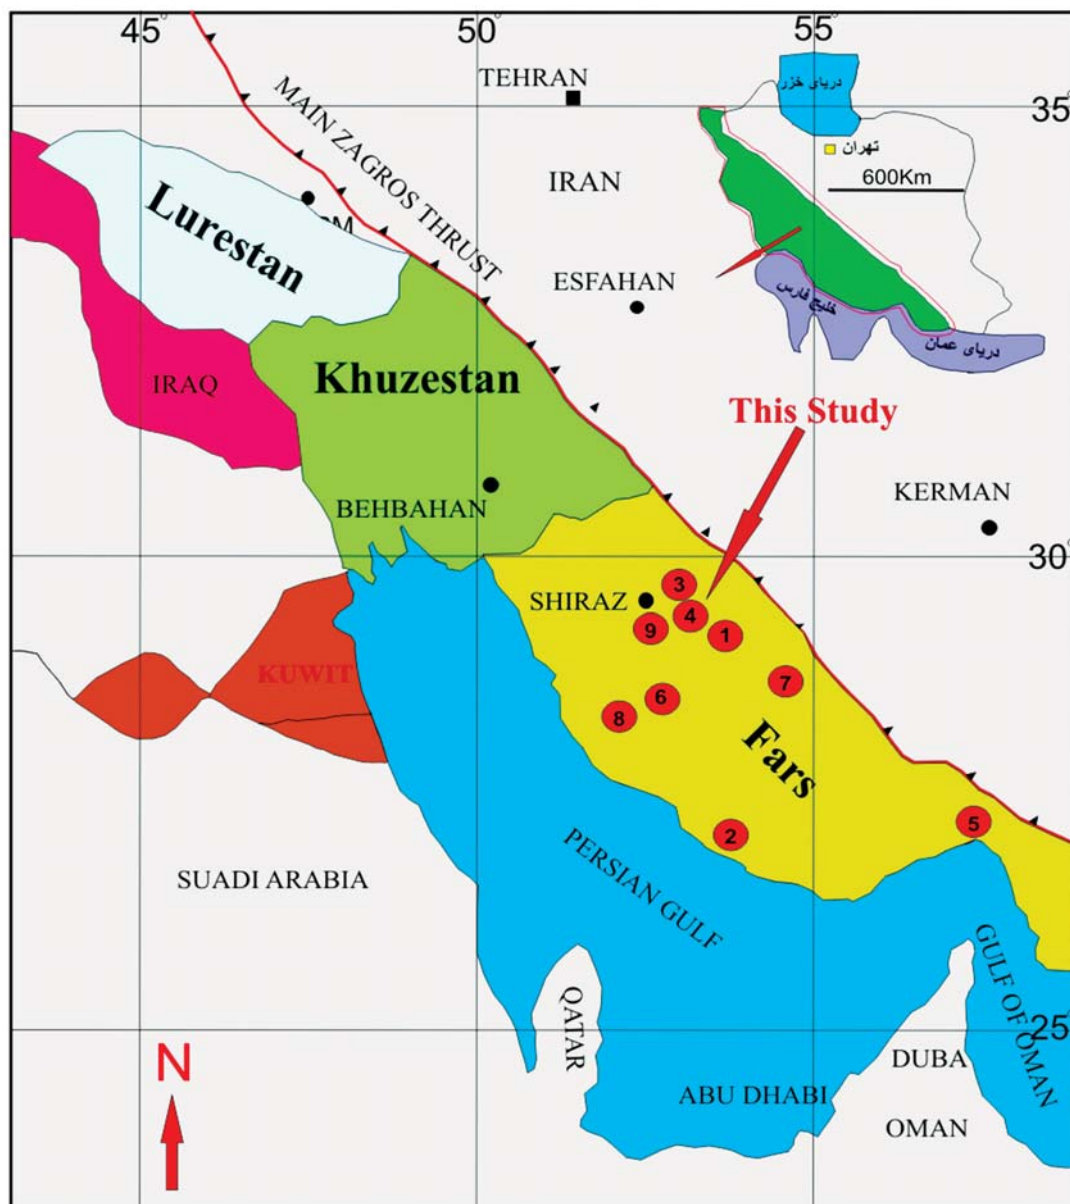 45°
50°
55°
TEHRAN
35°
دریای خزر
تهران
600Km
MAIN ZAGROS THRUST
IRAN
Lurestan
ESFAHAN
خلیج فارس
دریای عمان
IRAQ
Khuzestan
This Study
KERMAN
BEHBAHAN
30°
SHIRAZ
3
4
9
1
KUWIT
7
6
8
Fars
5
2
PERSIAN GULF
SUADI ARABIA
GULF OF OMAN
QATAR
25°
N
DUBA
ABU DHABI
OMAN